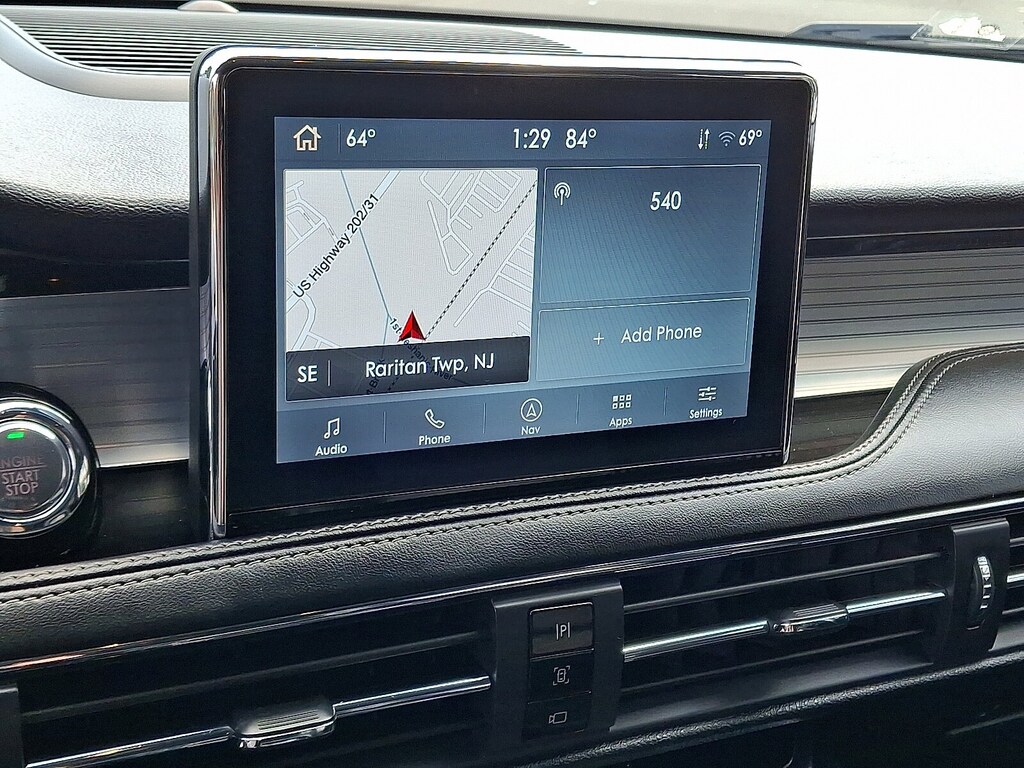 64°
1:29 84°
69°
US Highway 202/31
540
+ Add Phone
SE
Raritan Twp, NJ
Audio
Phone
Nav
Apps
Settings
ENGINE
START
STOP
P